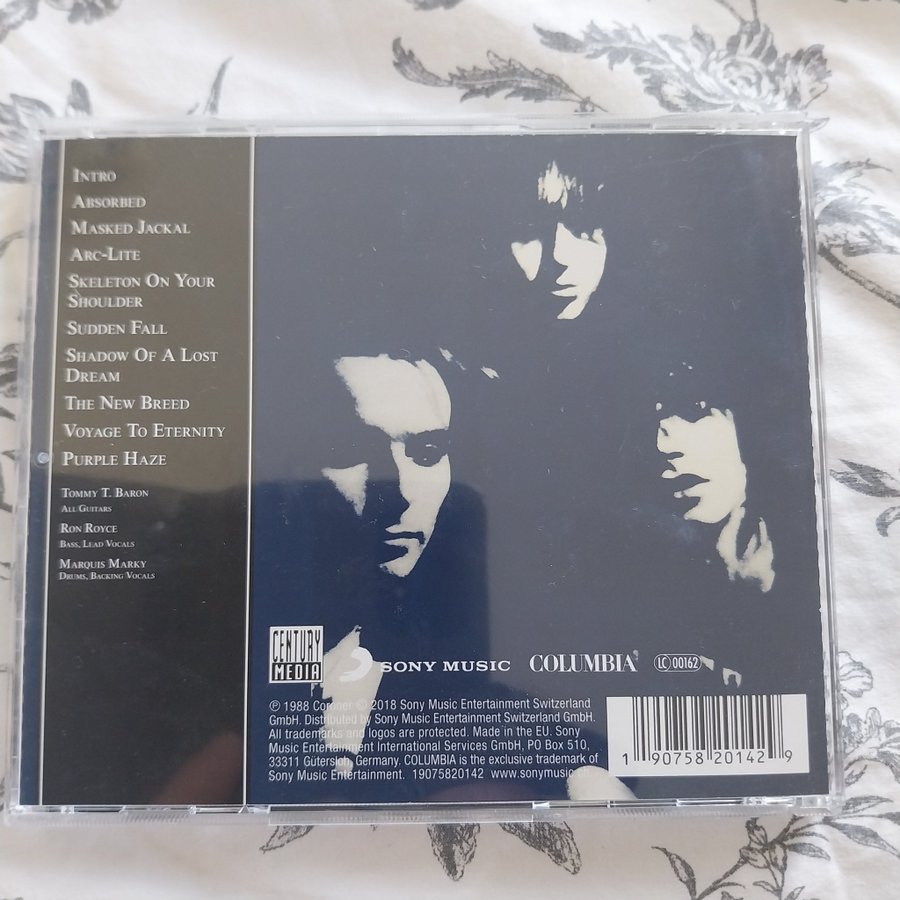 Intro
Absorbed
Masked Jackal
Arc-Lite
Skeleton On Your
Shoulder
Sudden Fall
Shadow Of A Lost
Dream
The New Breed
Voyage To Eternity
Purple Haze
Tommy T. Baron
All Guitars
Ron Royce
Bass, Lead Vocals
Marquis Marky
Drums, Backing Vocals
CENTURY
MEDIA
SONY MUSIC
COLUMBIA
LC 00162
℗ 1988 Coroner © 2018 Sony Music Entertainment Switzerland
GmbH. Distributed by Sony Music Entertainment Switzerland GmbH.
All trademarks and logos are protected. Made in the EU. Sony
Music Entertainment International Services GmbH, PO Box 510,
33311 Gütersloh, Germany. COLUMBIA is the exclusive trademark of
Sony Music Entertainment. 19075820142 www.sonymusic.
1 90758 20142 9